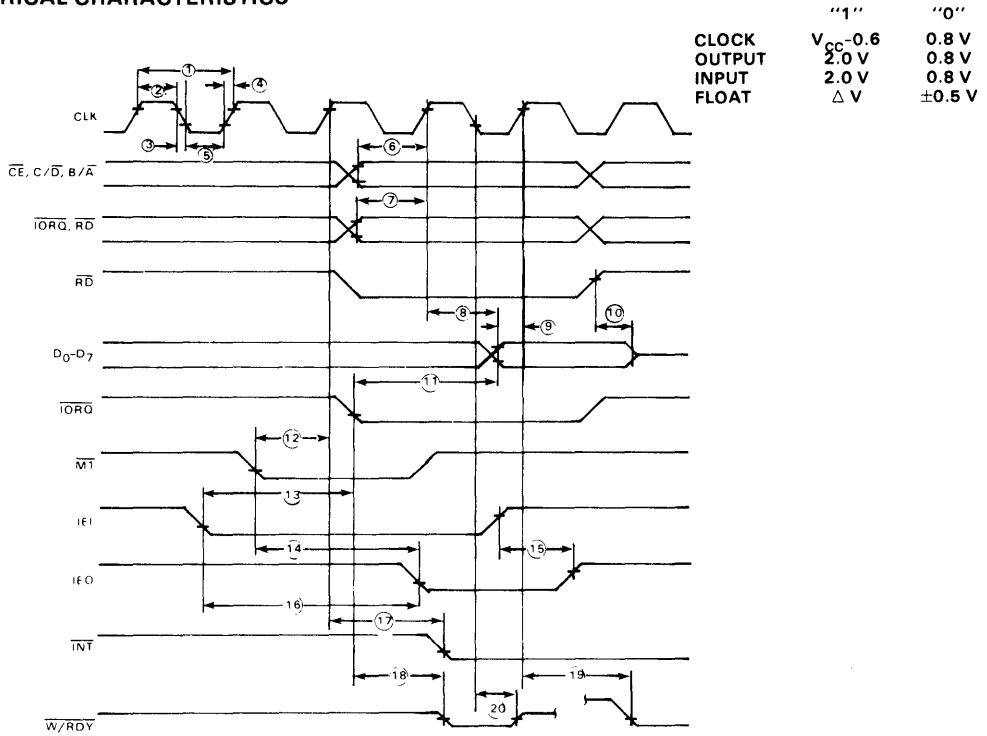 RICAL CHARACTERISTICS
"1" "0"
CLOCK VCC-0.6 0.8 V
OUTPUT 2.0 V 0.8 V
INPUT 2.0 V 0.8 V
FLOAT △ V ±0.5 V
1
2
4
CLK
3
5
6
CE, C/D, B/A
7
IORQ, RD
RD
8
9
10
D0-D7
11
IORQ
12
M1
13
IEI
14
15
IEO
16
17
INT
18
19
20
W/RDY